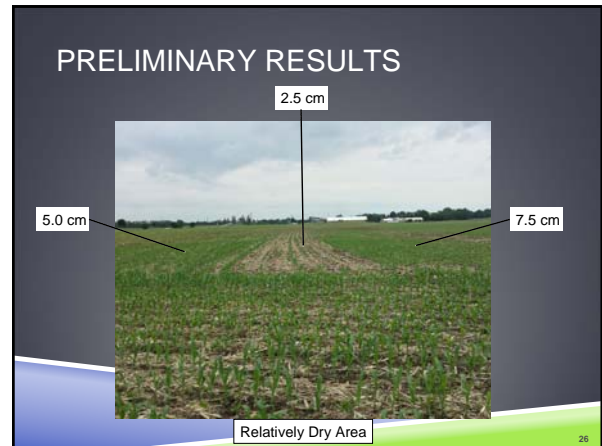 PRELIMINARY RESULTS
2.5 cm
5.0 cm
7.5 cm
Relatively Dry Area
26